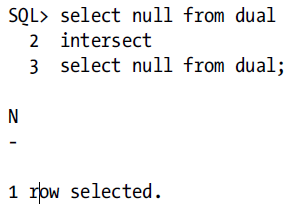 SQL> select null from dual
2 intersect
3 select null from dual;
N
-
1 row selected.